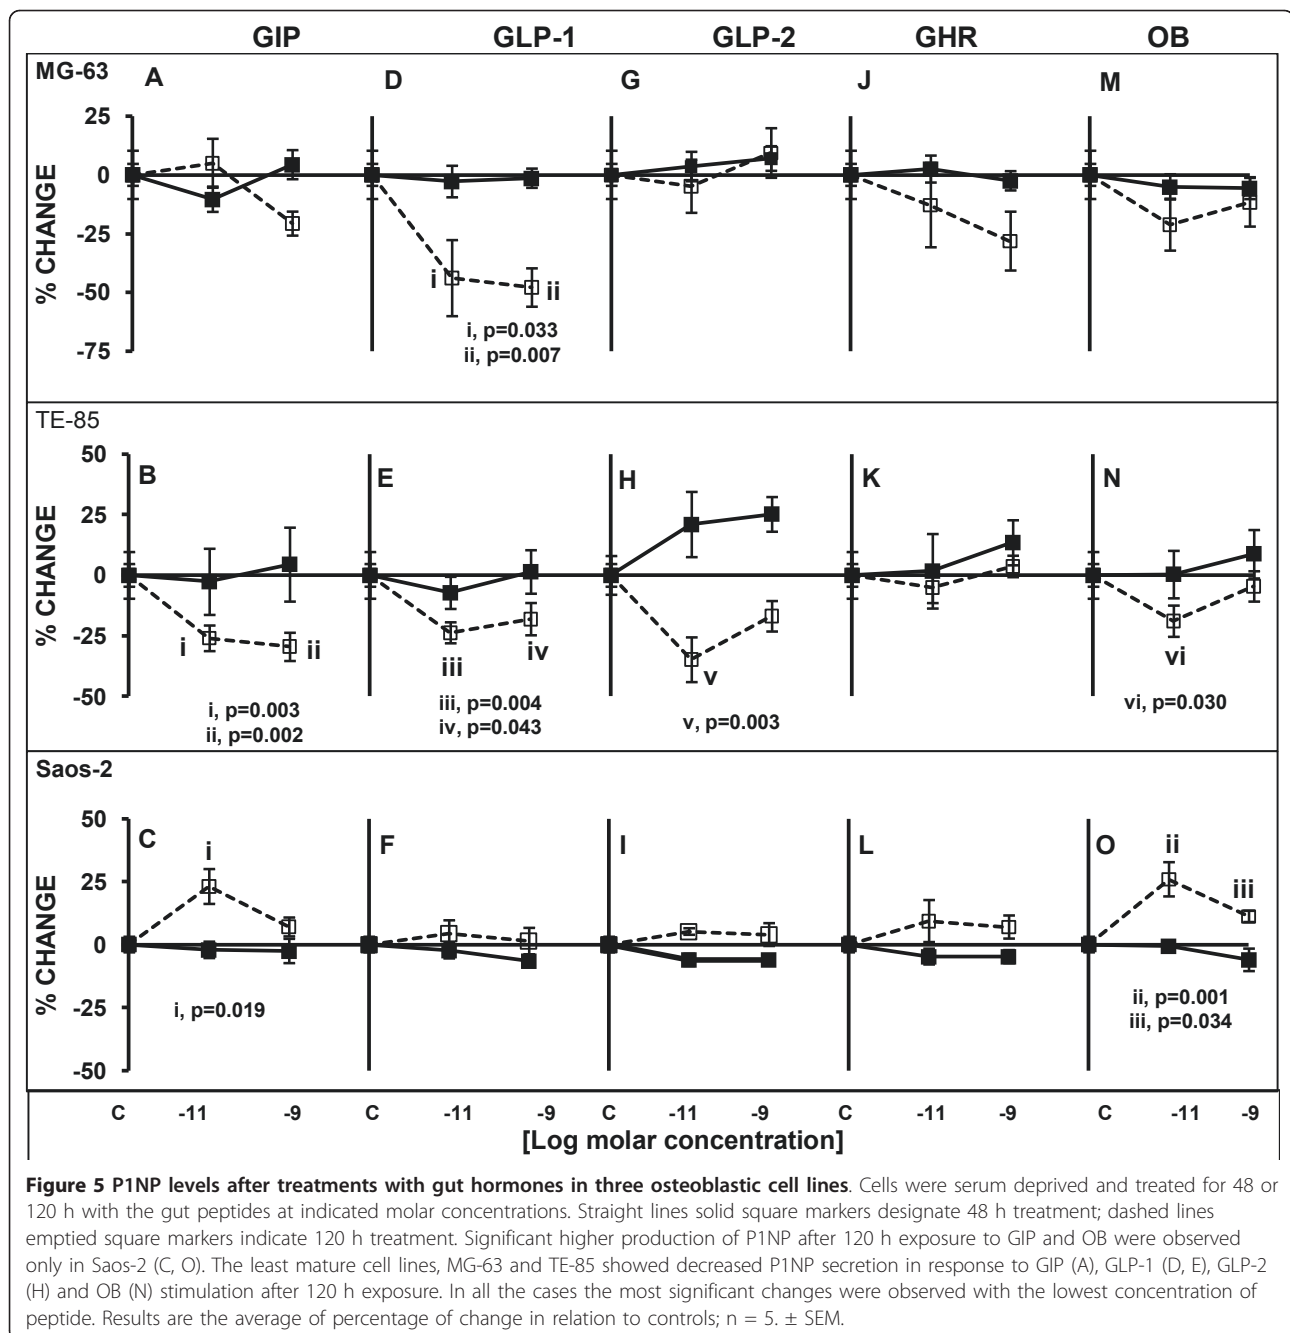 GIP GLP-1 GLP-2 GHR OB
MG-63 A D G J M
25
0
-25
-50
-75
% CHANGE
i ii
i, p=0.033
ii, p=0.007
TE-85
B E H K N
50
25
0
-25
-50
% CHANGE
i ii iii iv v vi
i, p=0.003
ii, p=0.002
iii, p=0.004
iv, p=0.043
v, p=0.003
vi, p=0.030
Saos-2
C F I L O
50
25
0
-25
-50
% CHANGE
i ii iii
i, p=0.019
ii, p=0.001
iii, p=0.034
C -11 -9 C -11 -9 C -11 -9 C -11 -9 C -11 -9
[Log molar concentration]
Figure 5 P1NP levels after treatments with gut hormones in three osteoblastic cell lines. Cells were serum deprived and treated for 48 or
120 h with the gut peptides at indicated molar concentrations. Straight lines solid square markers designate 48 h treatment; dashed lines
emptied square markers indicate 120 h treatment. Significant higher production of P1NP after 120 h exposure to GIP and OB were observed
only in Saos-2 (C, O). The least mature cell lines, MG-63 and TE-85 showed decreased P1NP secretion in response to GIP (A), GLP-1 (D, E), GLP-2
(H) and OB (N) stimulation after 120 h exposure. In all the cases the most significant changes were observed with the lowest concentration of
peptide. Results are the average of percentage of change in relation to controls; n = 5. ± SEM.